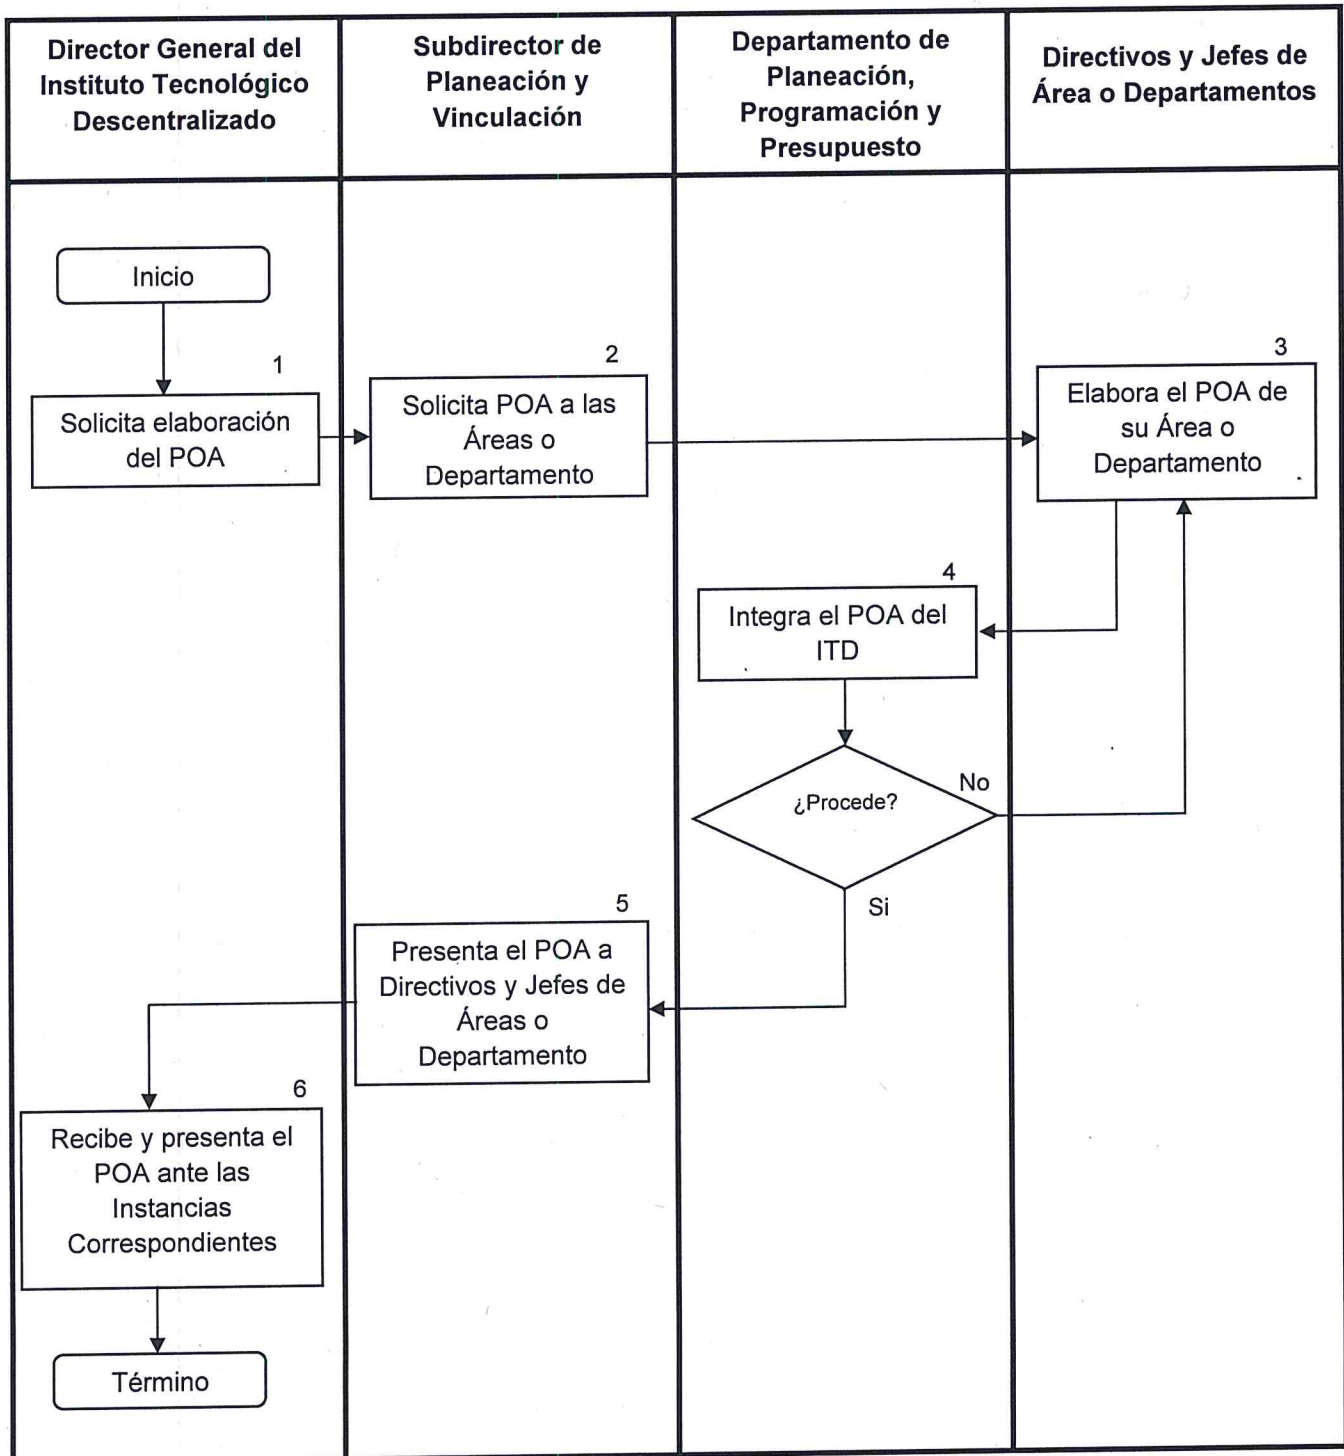 Director General del
Instituto Tecnológico
Descentralizado
Subdirector de
Planeación y
Vinculación
Departamento de
Planeación,
Programación y
Presupuesto
Directivos y Jefes de
Área o Departamentos
Inicio
1
Solicita elaboración
del POA
2
Solicita POA a las
Áreas o
Departamento
3
Elabora el POA de
su Área o
Departamento
4
Integra el POA del
ITD
¿Procede?
No
Si
5
Presenta el POA a
Directivos y Jefes de
Áreas o
Departamento
6
Recibe y presenta el
POA ante las
Instancias
Correspondientes
Término